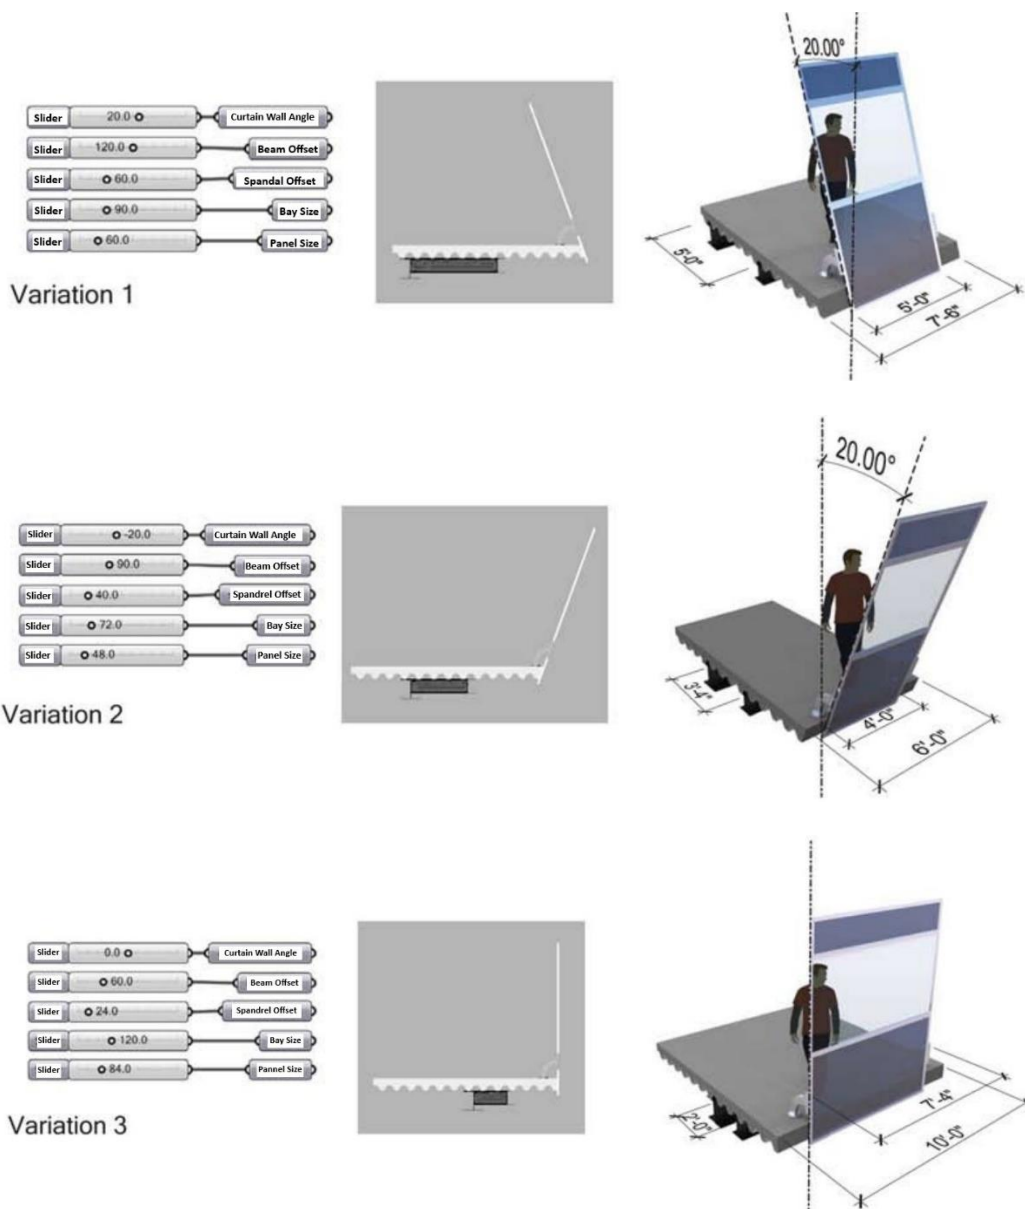 Slider 20.0 Curtain Wall Angle
Slider 120.0 Beam Offset
Slider 60.0 Spandal Offset
Slider 90.0 Bay Size
Slider 60.0 Panel Size
Variation 1
20.00°
5'-0"
5'-0"
7'-6"
Slider -20.0 Curtain Wall Angle
Slider 90.0 Beam Offset
Slider 40.0 Spandrel Offset
Slider 72.0 Bay Size
Slider 48.0 Panel Size
Variation 2
20.00°
3'-4"
4'-0"
6'-0"
Slider 0.0 Curtain Wall Angle
Slider 60.0 Beam Offset
Slider 24.0 Spandrel Offset
Slider 120.0 Bay Size
Slider 84.0 Pannel Size
Variation 3
2'-0"
7'-4"
10'-0"